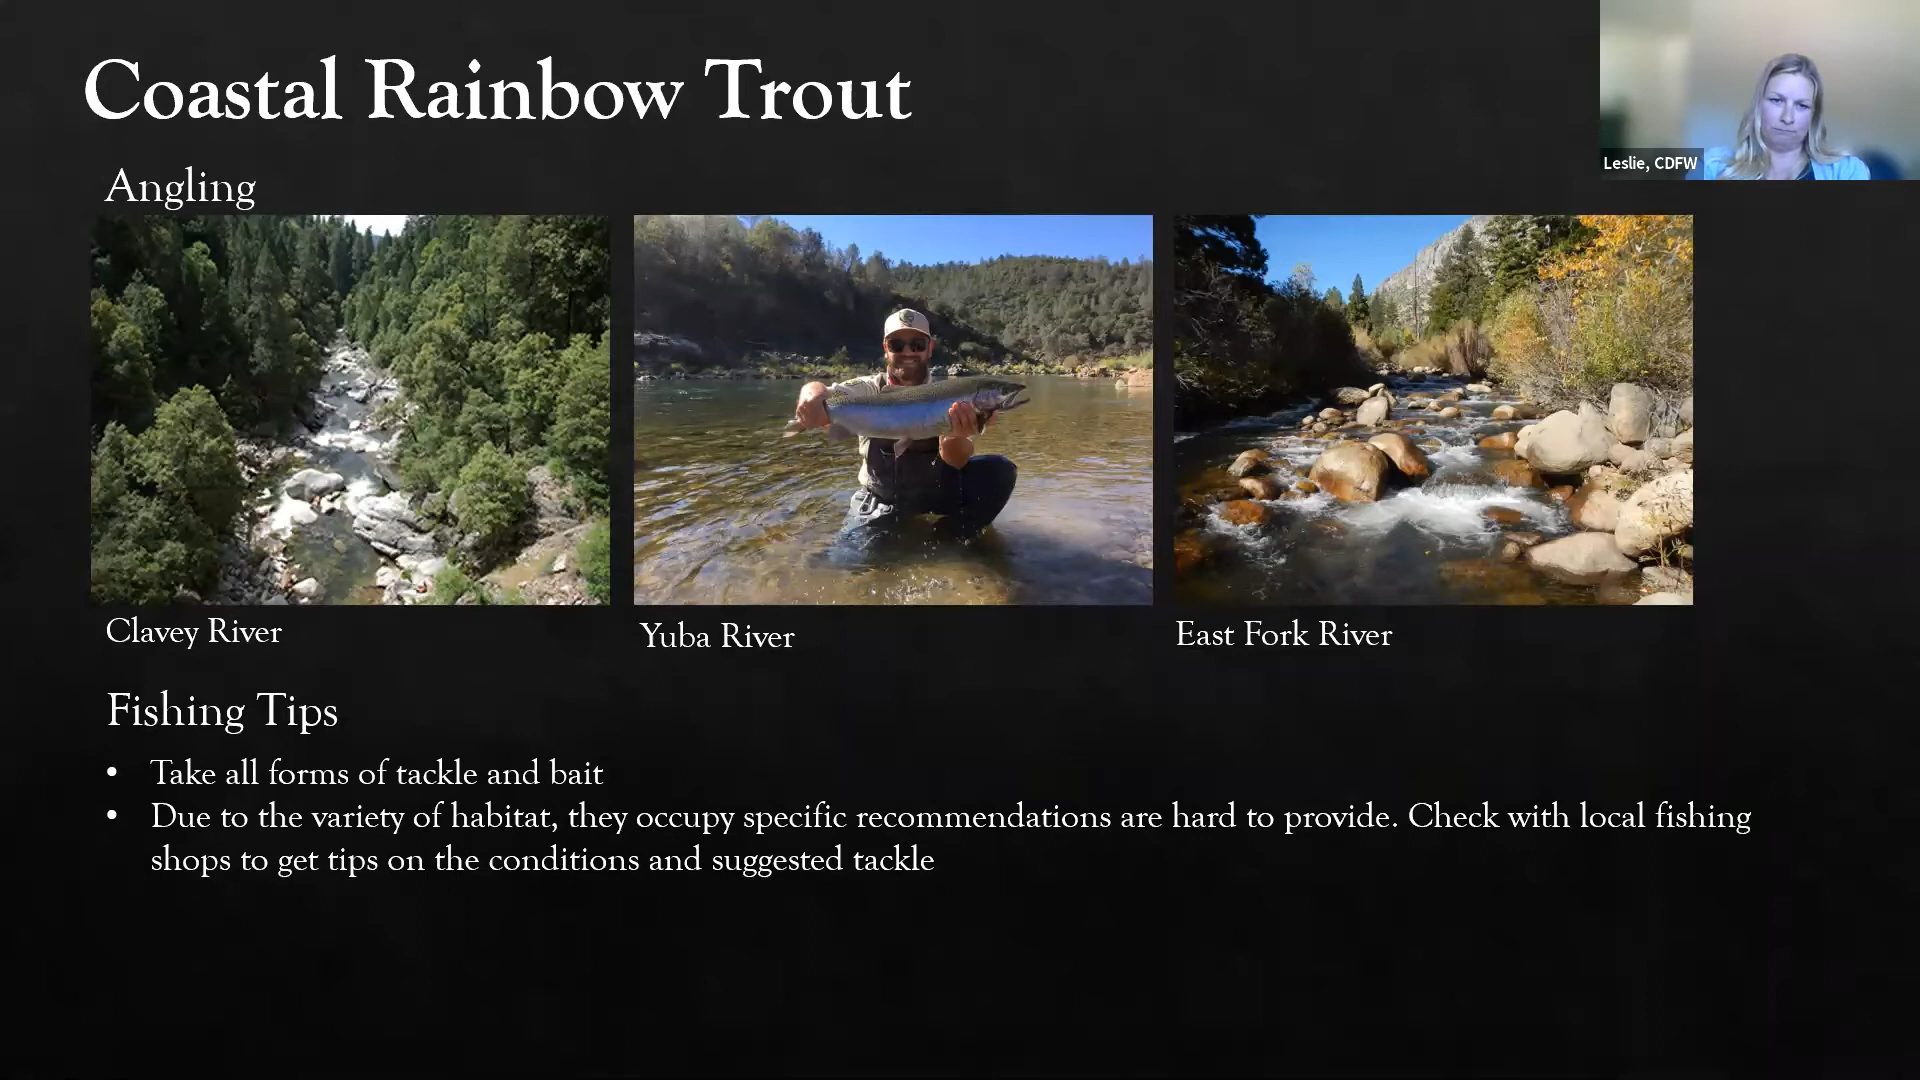 Coastal Rainbow Trout
Leslie, CDFW
Angling
Clavey River
Yuba River
East Fork River
Fishing Tips
• Take all forms of tackle and bait
• Due to the variety of habitat, they occupy specific recommendations are hard to provide. Check with local fishing
shops to get tips on the conditions and suggested tackle